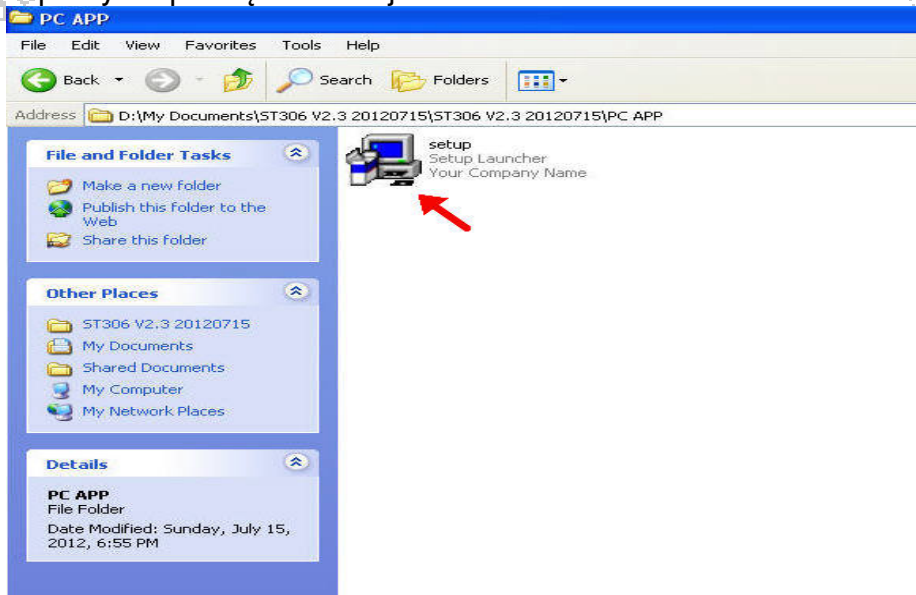 PC APP
File Edit View Favorites Tools Help
Back Search Folders
Address D:\My Documents\ST306 V2.3 20120715\ST306 V2.3 20120715\PC APP
File and Folder Tasks
Make a new folder
Publish this folder to the
Web
Share this folder
Other Places
ST306 V2.3 20120715
My Documents
Shared Documents
My Computer
My Network Places
Details
PC APP
File Folder
Date Modified: Sunday, July 15,
2012, 6:55 PM
setup
Setup Launcher
Your Company Name